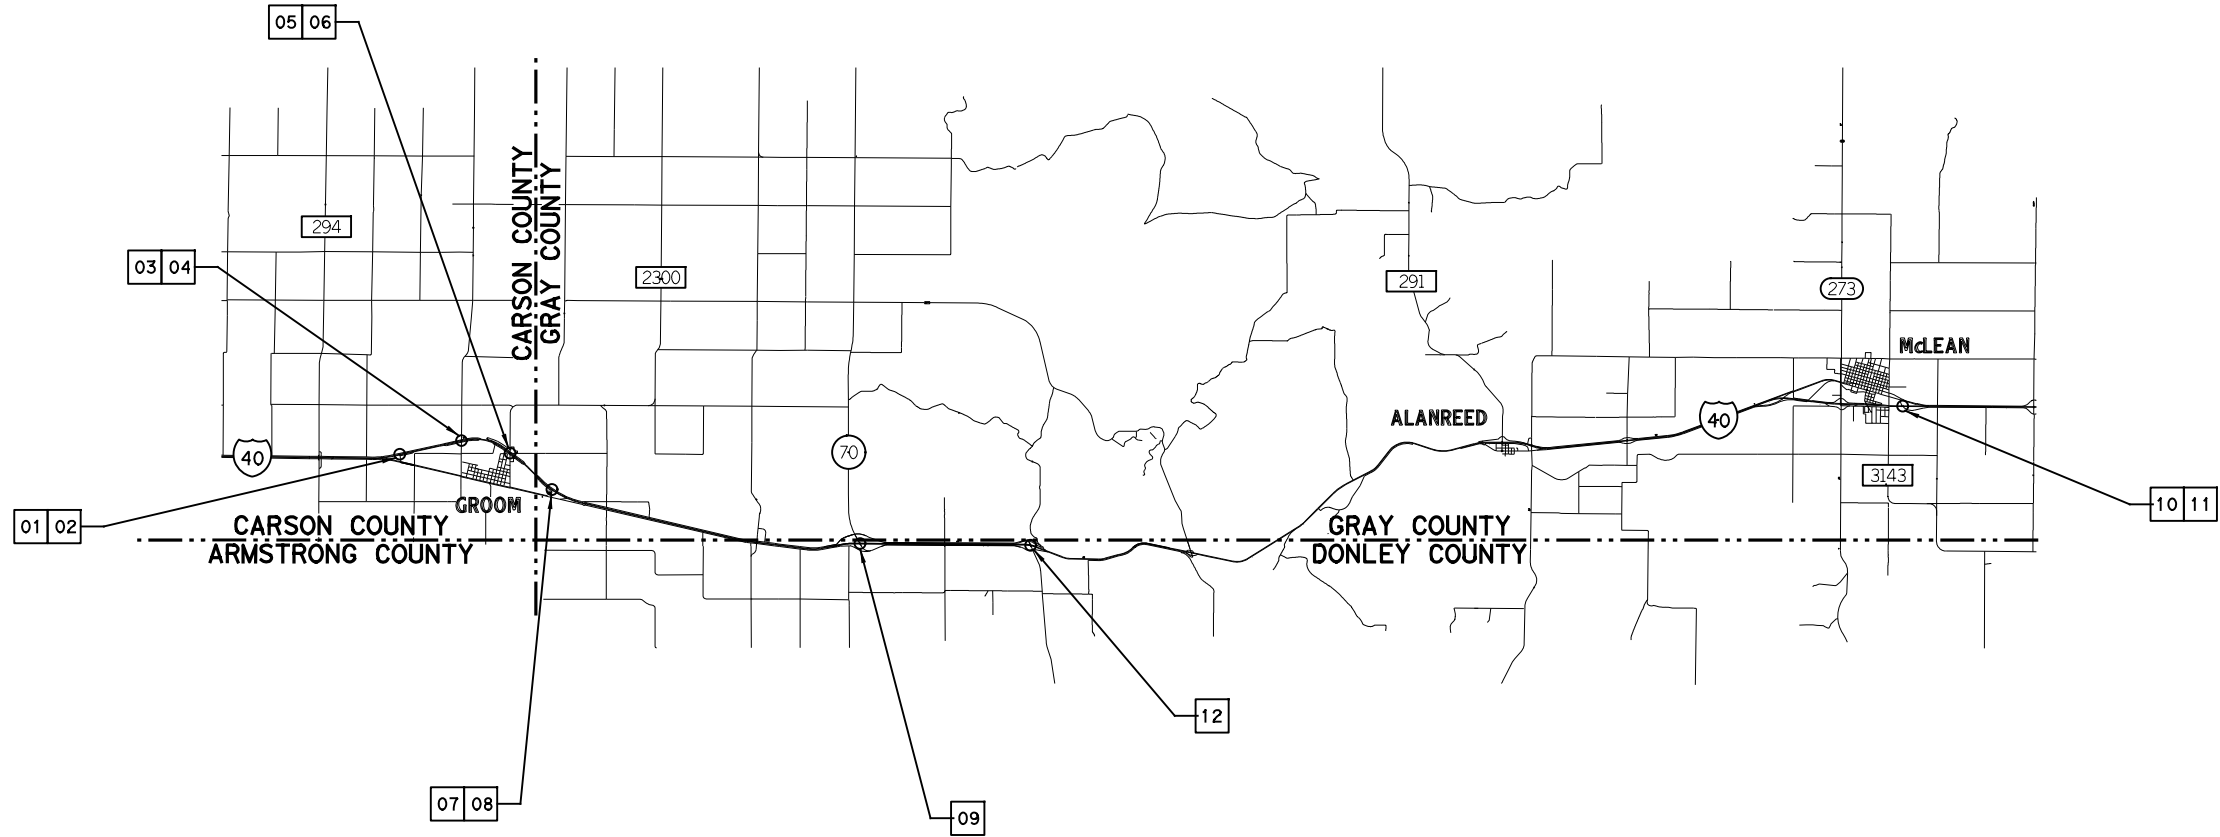 05 06
CARSON COUNTY
GRAY COUNTY
294
03 04
2300
291
273
McLEAN
ALANREED
40
40
70
3143
GROOM
10 11
01 02
CARSON COUNTY
ARMSTRONG COUNTY
GRAY COUNTY
DONLEY COUNTY
12
07 08
09